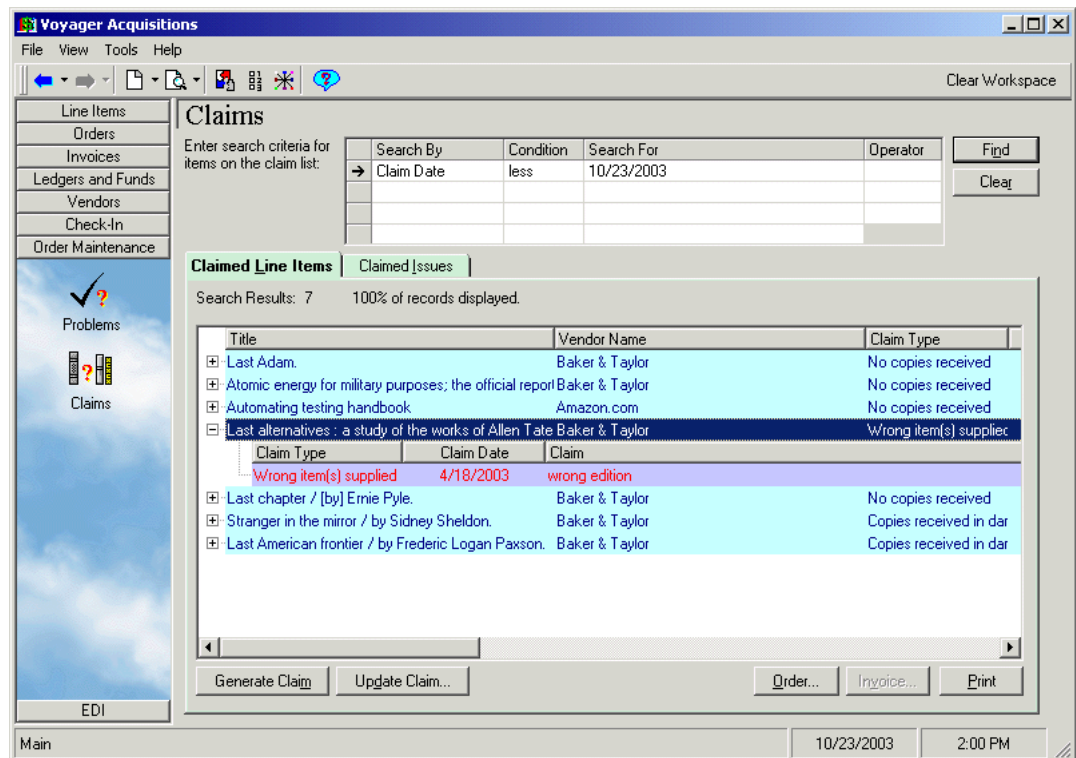 Voyager Acquisitions
File View Tools Help
Clear Workspace
Line Items
Orders
Invoices
Ledgers and Funds
Vendors
Check-In
Order Maintenance
Problems
Claims
EDI
Claims
Enter search criteria for
items on the claim list:
Search By Condition Search For Operator
Claim Date less 10/23/2003
Find
Clear
Claimed Line Items Claimed Issues
Search Results: 7 100% of records displayed.
Title Vendor Name Claim Type
Last Adam. Baker & Taylor No copies received
Atomic energy for military purposes; the official report Baker & Taylor No copies received
Automating testing handbook Amazon.com No copies received
Last alternatives : a study of the works of Allen Tate Baker & Taylor Wrong item(s) supplied
Claim Type Claim Date Claim
Wrong item(s) supplied 4/18/2003 wrong edition
Last chapter / [by] Ernie Pyle. Baker & Taylor No copies received
Stranger in the mirror / by Sidney Sheldon. Baker & Taylor Copies received in dar
Last American frontier / by Frederic Logan Paxson. Baker & Taylor Copies received in dar
Generate Claim Update Claim... Order... Invoice... Print
Main 10/23/2003 2:00 PM